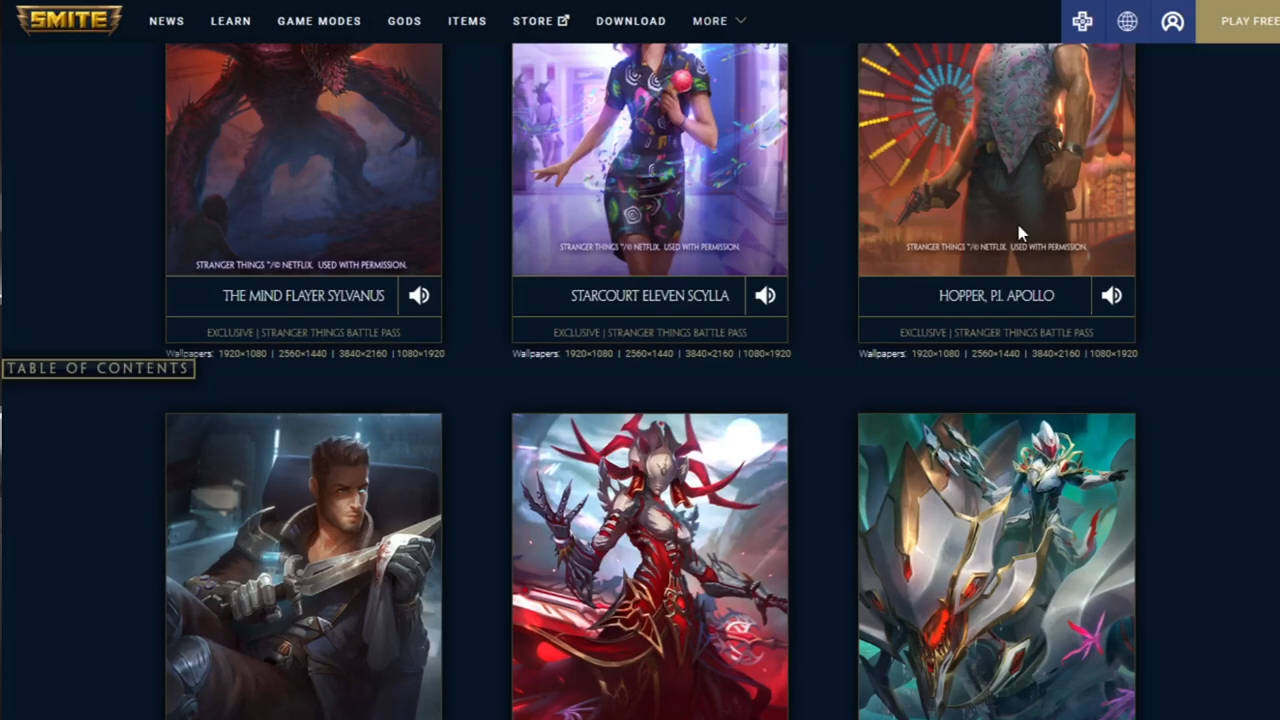 SMITE NEWS LEARN GAME MODES GODS ITEMS STORE DOWNLOAD MORE PLAY FREE
STRANGER THINGS ™/© NETFLIX. USED WITH PERMISSION.
STRANGER THINGS ™/© NETFLIX. USED WITH PERMISSION.
STRANGER THINGS ™/© NETFLIX. USED WITH PERMISSION.
THE MIND FLAYER SYLVANUS
STARCOURT ELEVEN SCYLLA
HOPPER, P.I. APOLLO
EXCLUSIVE | STRANGER THINGS BATTLE PASS
EXCLUSIVE | STRANGER THINGS BATTLE PASS
EXCLUSIVE | STRANGER THINGS BATTLE PASS
Wallpapers: 1920×1080 | 2560×1440 | 3840×2160 | 1080×1920
Wallpapers: 1920×1080 | 2560×1440 | 3840×2160 | 1080×1920
Wallpapers: 1920×1080 | 2560×1440 | 3840×2160 | 1080×1920
TABLE OF CONTENTS